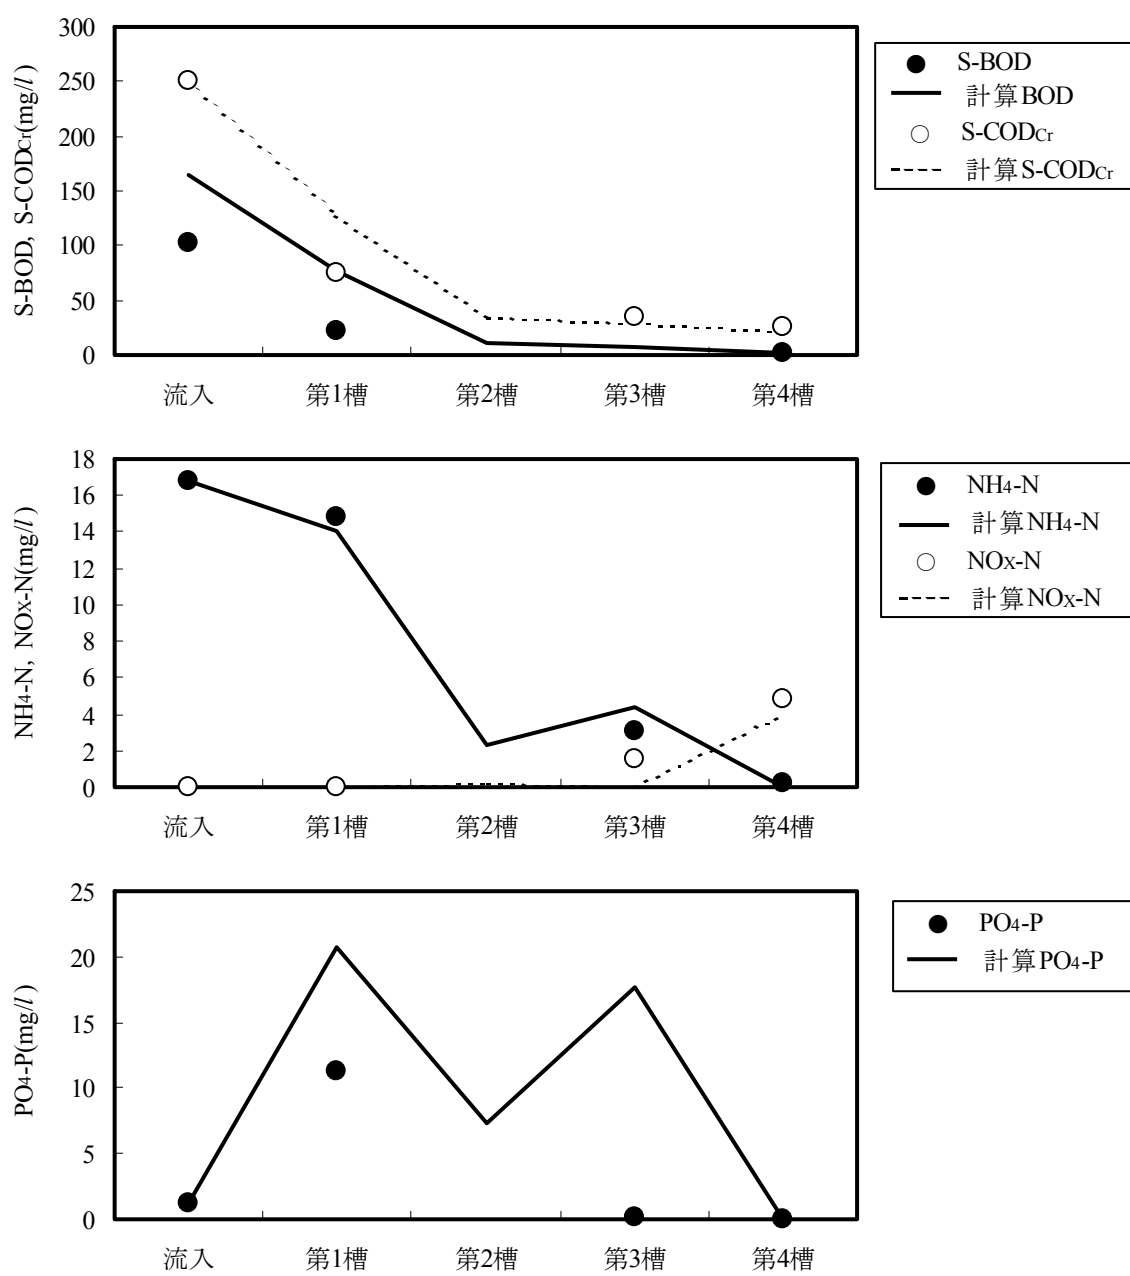 S-BOD, S-CODCr(mg/l)
300
250
200
150
100
50
0
流入 第1槽 第2槽 第3槽 第4槽
S-BOD
計算BOD
S-CODCr
計算S-CODCr
NH4-N, NOX-N(mg/l)
18
16
14
12
10
8
6
4
2
0
流入 第1槽 第2槽 第3槽 第4槽
NH4-N
計算NH4-N
NOX-N
計算NOX-N
PO4-P(mg/l)
25
20
15
10
5
0
流入 第1槽 第2槽 第3槽 第4槽
PO4-P
計算PO4-P